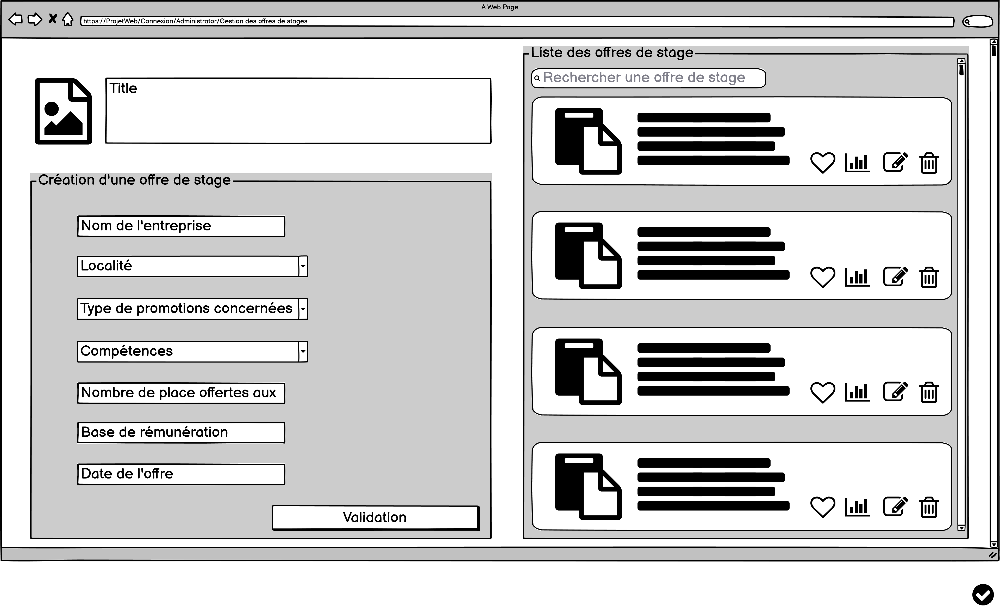 A Web Page
https://ProjetWeb/Connexion/Administrator/Gestion des offres de stages
Title
Création d'une offre de stage
Nom de l'entreprise
Localité
Type de promotions concernées
Compétences
Nombre de place offertes aux
Base de rémunération
Date de l'offre
Validation
Liste des offres de stage
Rechercher une offre de stage